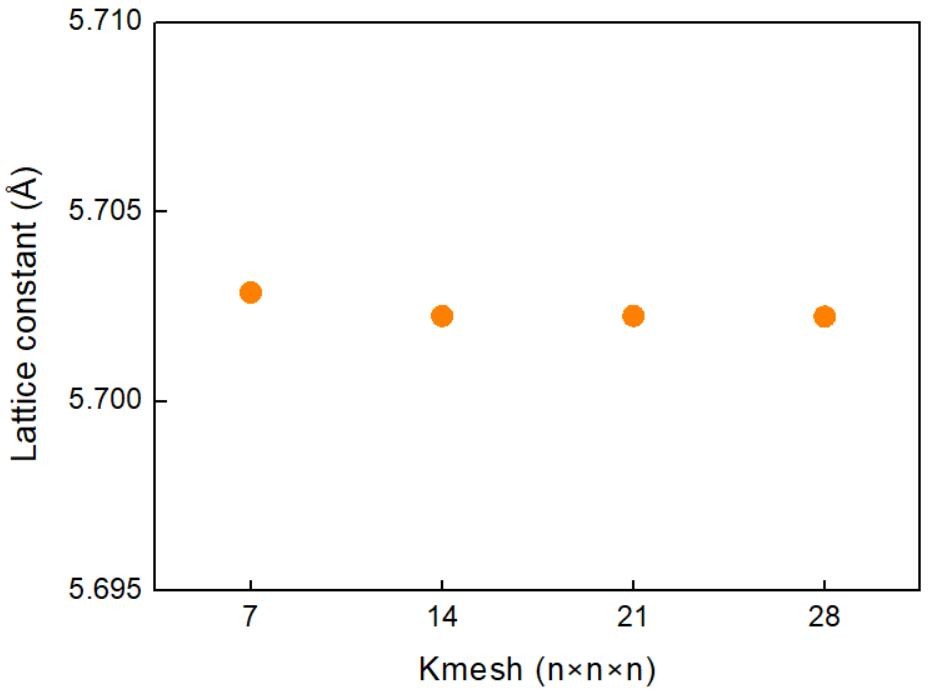 5.710
5.705
5.700
5.695
Lattice constant (Å)
7 14 21 28
Kmesh (n×n×n)